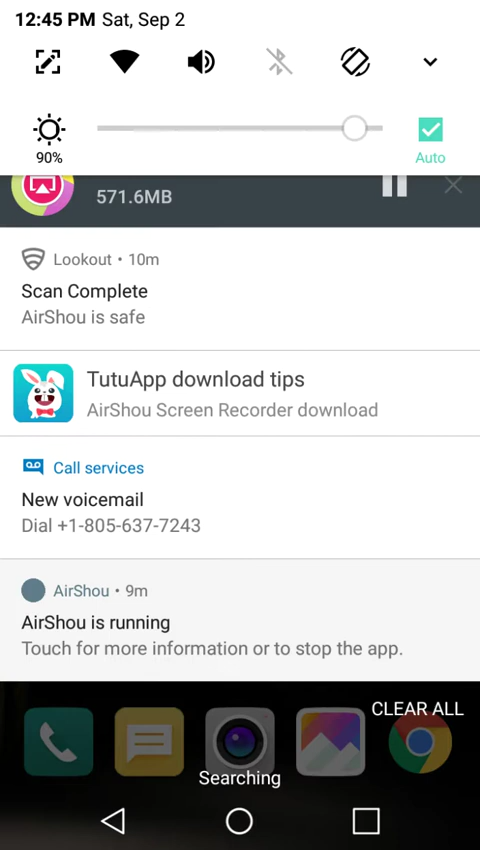 12:45 PM Sat, Sep 2
90%
Auto
571.6MB
Lookout • 10m
Scan Complete
AirShou is safe
TutuApp download tips
AirShou Screen Recorder download
Call services
New voicemail
Dial +1-805-637-7243
AirShou • 9m
AirShou is running
Touch for more information or to stop the app.
CLEAR ALL
Searching